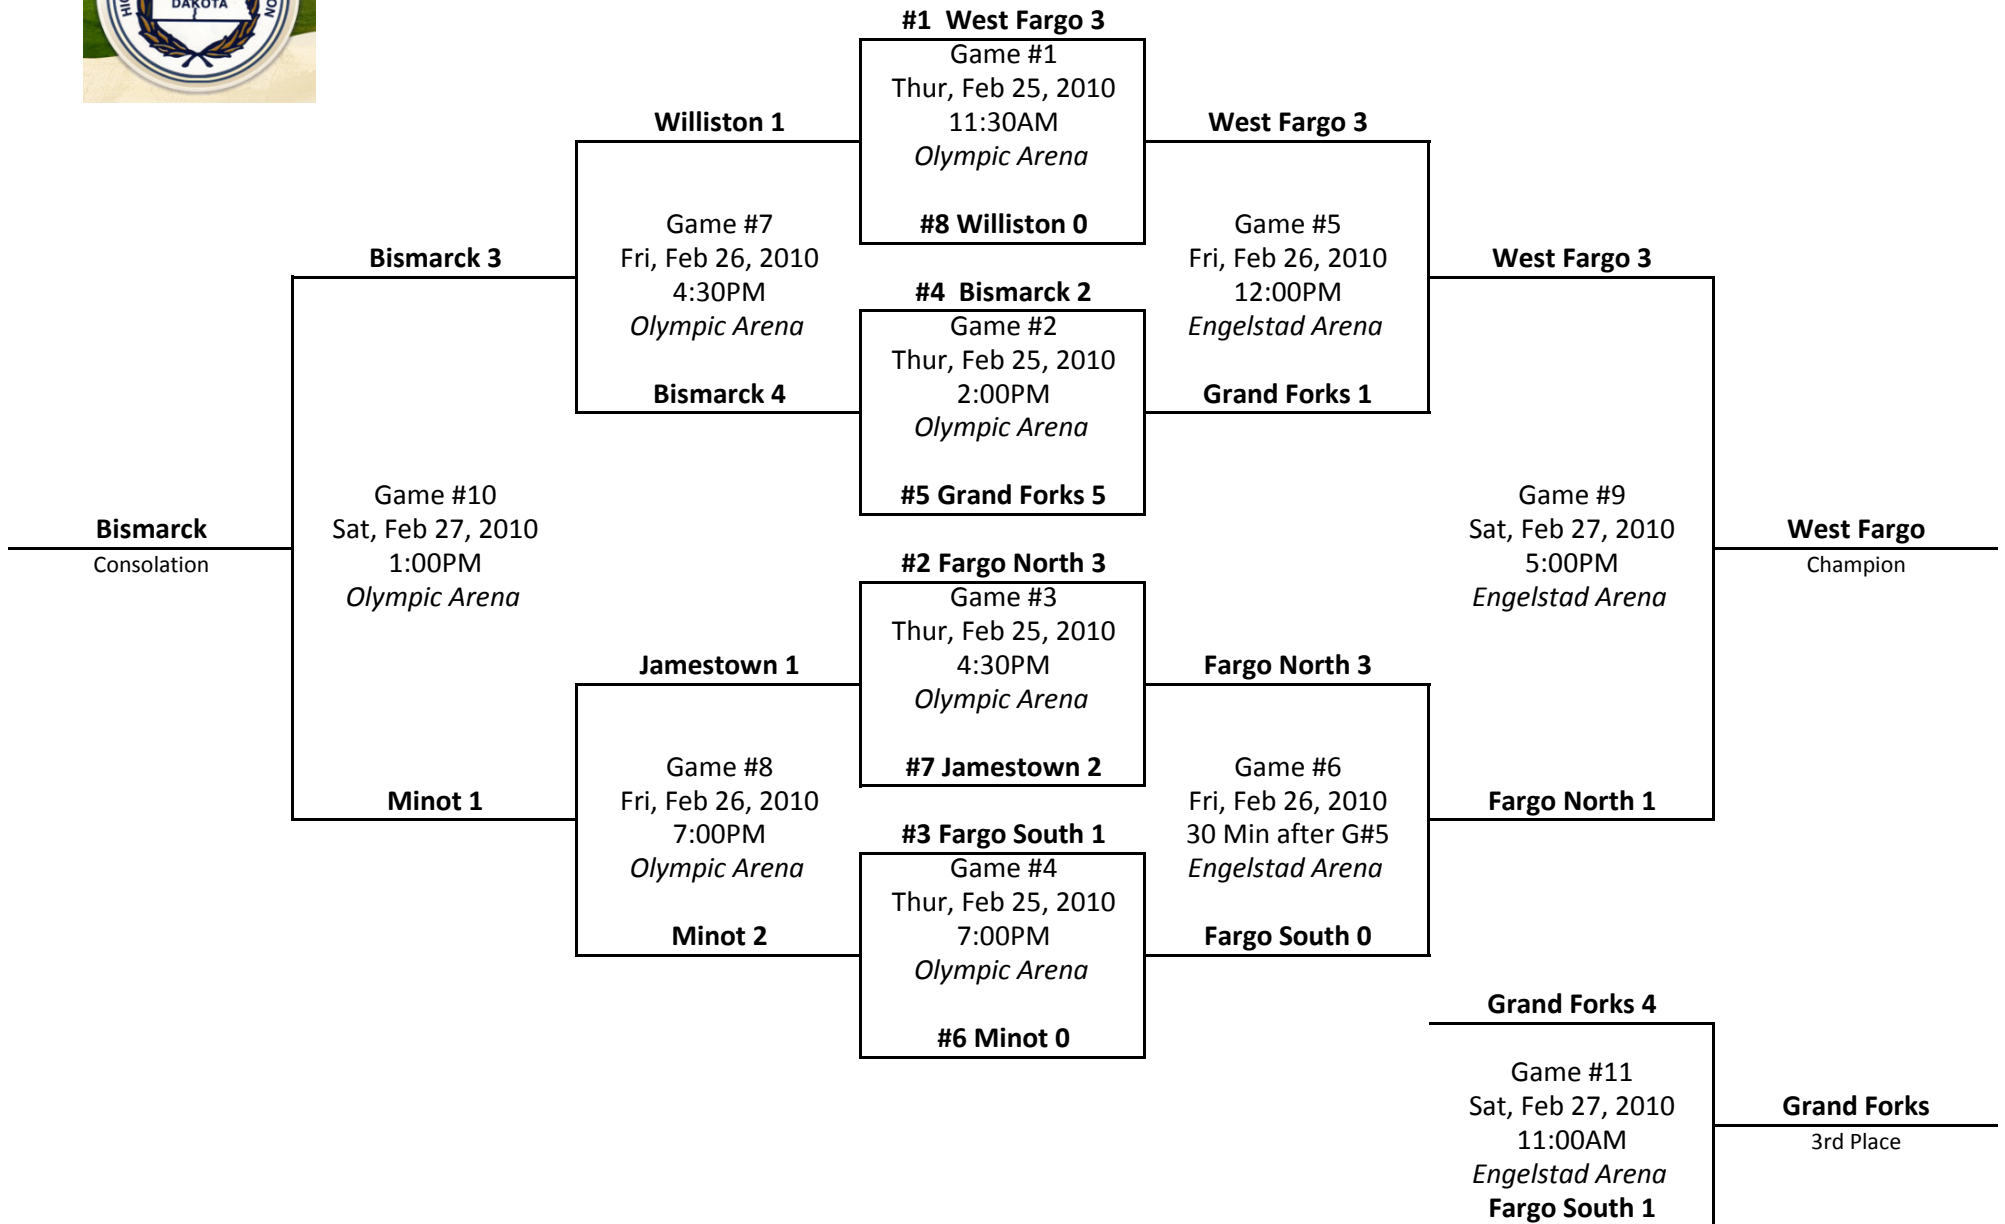 DAKOTA
#1 West Fargo 3
Game #1
Thur, Feb 25, 2010
11:30AM
Olympic Arena
#8 Williston 0
Williston 1
West Fargo 3
Game #7
Fri, Feb 26, 2010
4:30PM
Olympic Arena
Game #5
Fri, Feb 26, 2010
12:00PM
Engelstad Arena
Bismarck 3
West Fargo 3
#4 Bismarck 2
Game #2
Thur, Feb 25, 2010
2:00PM
Olympic Arena
#5 Grand Forks 5
Bismarck 4
Grand Forks 1
Game #10
Sat, Feb 27, 2010
1:00PM
Olympic Arena
Game #9
Sat, Feb 27, 2010
5:00PM
Engelstad Arena
Bismarck
Consolation
West Fargo
Champion
#2 Fargo North 3
Game #3
Thur, Feb 25, 2010
4:30PM
Olympic Arena
#7 Jamestown 2
Jamestown 1
Fargo North 3
Game #8
Fri, Feb 26, 2010
7:00PM
Olympic Arena
Game #6
Fri, Feb 26, 2010
30 Min after G#5
Engelstad Arena
Minot 1
Fargo North 1
#3 Fargo South 1
Game #4
Thur, Feb 25, 2010
7:00PM
Olympic Arena
#6 Minot 0
Minot 2
Fargo South 0
Grand Forks 4
Game #11
Sat, Feb 27, 2010
11:00AM
Engelstad Arena
Fargo South 1
Grand Forks
3rd Place